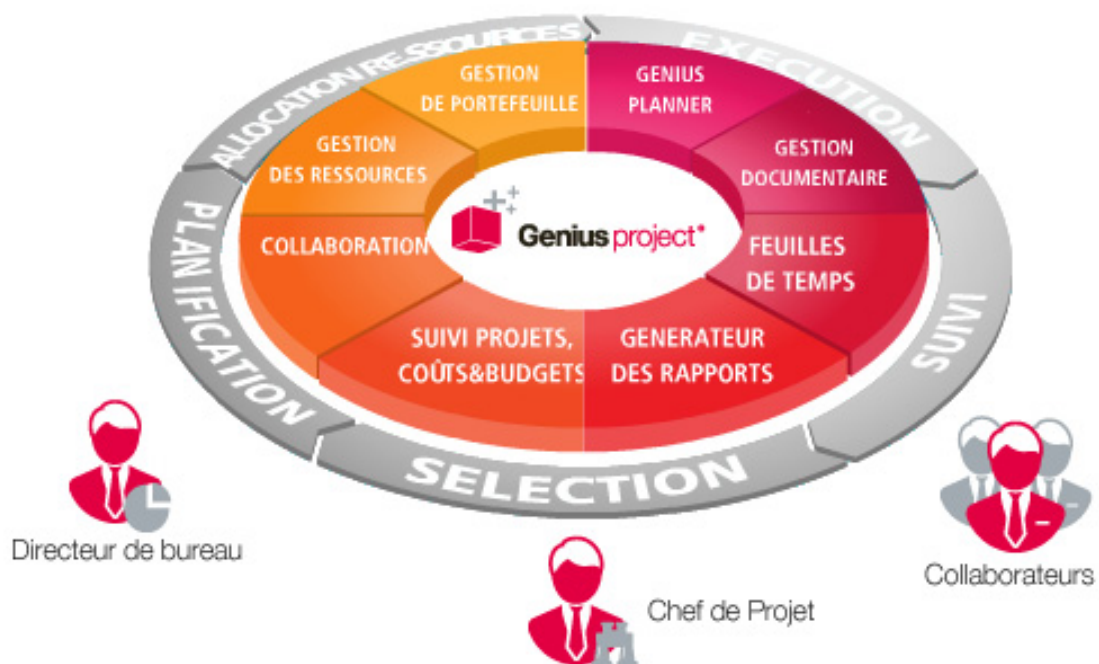 ALLOCATION RESSOURCES
EXECUTION
GESTION
DE PORTEFEUILLE
GENIUS
PLANNER
GESTION
DES RESSOURCES
GESTION
DOCUMENTAIRE
PLANIFICATION
COLLABORATION
Genius project
FEUILLES
DE TEMPS
SUIVI
SUIVI PROJETS,
COÛTS&BUDGETS
GENERATEUR
DES RAPPORTS
SELECTION
Directeur de bureau
Chef de Projet
Collaborateurs